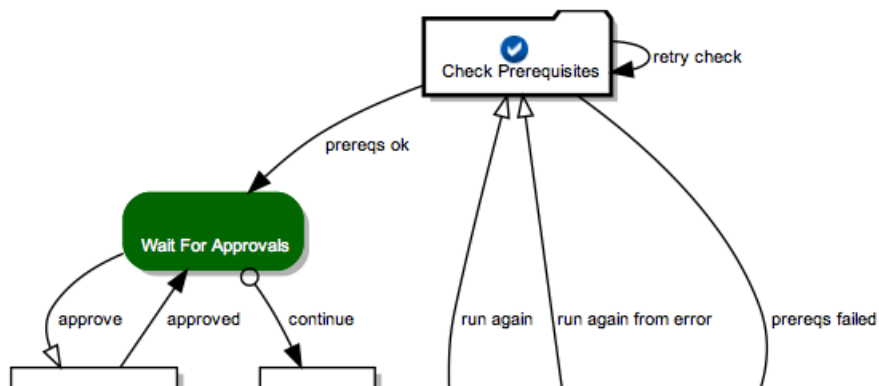 retry check
Check Prerequisites
prereqs ok
Wait For Approvals
approve
approved
continue
run again
run again from error
prereqs failed